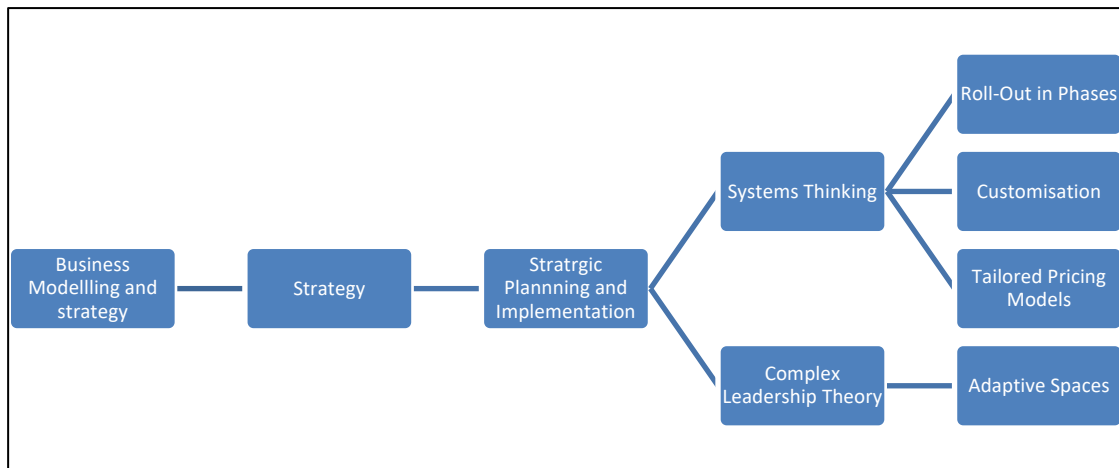 Business
Modellling and
strategy
Strategy
Stratrgic
Plannning and
Implementation
Systems Thinking
Complex
Leadership Theory
Roll-Out in Phases
Customisation
Tailored Pricing
Models
Adaptive Spaces